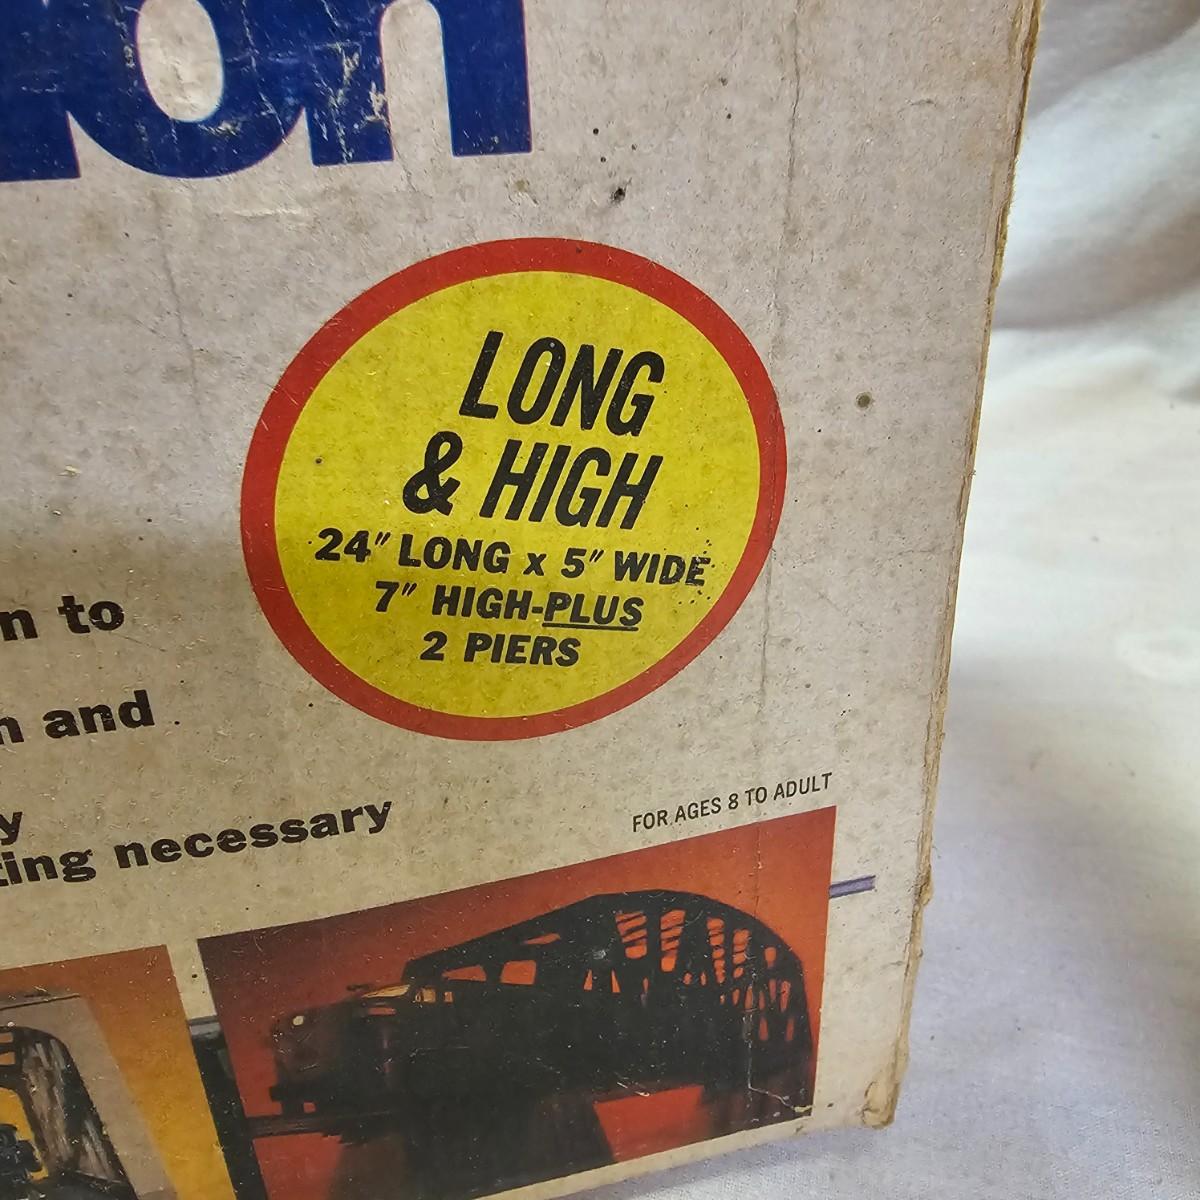 LONG
& HIGH
24" LONG x 5" WIDE
7" HIGH-PLUS
2 PIERS
n to
n and
y
ting necessary
FOR AGES 8 TO ADULT